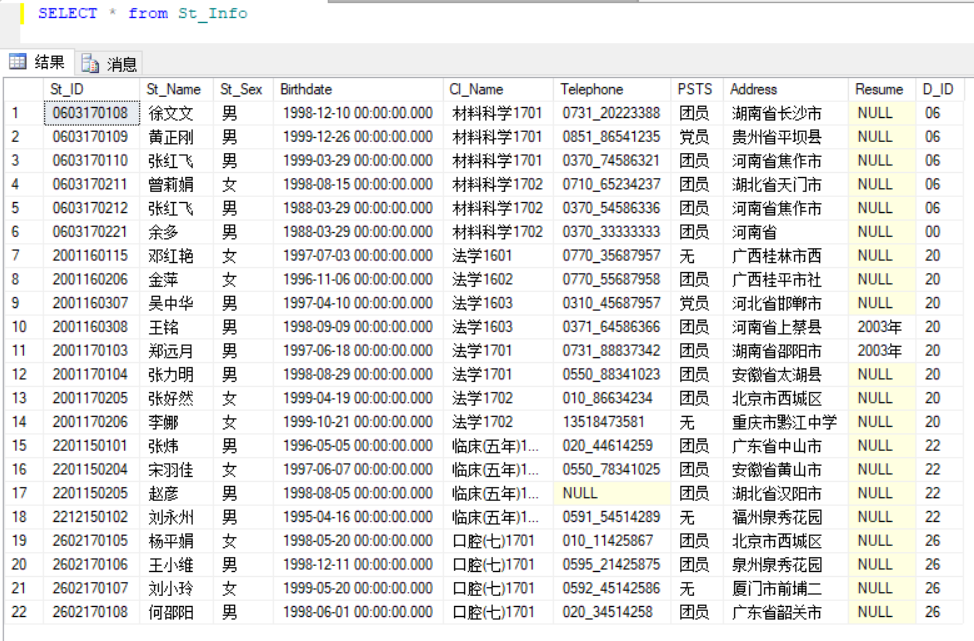 SELECT * from St_Info
结果 消息
St_ID St_Name St_Sex Birthdate Cl_Name Telephone PSTS Address Resume D_ID
1 0603170108 徐文文 男 1998-12-10 00:00:00.000 材料科学1701 0731_20223388 团员 湖南省长沙市 NULL 06
2 0603170109 黄正刚 男 1999-12-26 00:00:00.000 材料科学1701 0851_86541235 党员 贵州省平坝县 NULL 06
3 0603170110 张红飞 男 1999-03-29 00:00:00.000 材料科学1701 0370_74586321 团员 河南省焦作市 NULL 06
4 0603170211 曾莉娟 女 1998-08-15 00:00:00.000 材料科学1702 0710_65234237 团员 湖北省天门市 NULL 06
5 0603170212 张红飞 男 1988-03-29 00:00:00.000 材料科学1702 0370_54586336 团员 河南省焦作市 NULL 06
6 0603170221 余多 男 1988-03-29 00:00:00.000 材料科学1702 0370_33333333 团员 河南省 NULL 00
7 2001160115 邓红艳 女 1997-07-03 00:00:00.000 法学1601 0770_35687957 无 广西桂林市西 NULL 20
8 2001160206 金萍 女 1996-11-06 00:00:00.000 法学1602 0770_55687958 团员 广西桂平市社 NULL 20
9 2001160307 吴中华 男 1997-04-10 00:00:00.000 法学1603 0310_45687957 党员 河北省邯郸市 NULL 20
10 2001160308 王铭 男 1998-09-09 00:00:00.000 法学1603 0371_64586366 团员 河南省上蔡县 2003年 20
11 2001170103 郑远月 男 1997-06-18 00:00:00.000 法学1701 0731_88837342 团员 湖南省邵阳市 2003年 20
12 2001170104 张力明 男 1998-08-29 00:00:00.000 法学1701 0550_88341023 团员 安徽省太湖县 NULL 20
13 2001170205 张好然 女 1999-04-19 00:00:00.000 法学1702 010_86634234 团员 北京市西城区 NULL 20
14 2001170206 李娜 女 1999-10-21 00:00:00.000 法学1702 13518473581 无 重庆市黔江中学 NULL 20
15 2201150101 张炜 男 1996-05-05 00:00:00.000 临床(五年)1... 020_44614259 团员 广东省中山市 NULL 22
16 2201150204 宋羽佳 女 1997-06-07 00:00:00.000 临床(五年)1... 0550_78341025 团员 安徽省黄山市 NULL 22
17 2201150205 赵彦 男 1998-08-05 00:00:00.000 临床(五年)1... NULL 团员 湖北省汉阳市 NULL 22
18 2212150102 刘永州 男 1995-04-16 00:00:00.000 临床(五年)1... 0591_54514289 无 福州泉秀花园 NULL 22
19 2602170105 杨平娟 女 1998-05-20 00:00:00.000 口腔(七)1701 010_11425867 团员 北京市西城区 NULL 26
20 2602170106 王小维 男 1998-12-11 00:00:00.000 口腔(七)1701 0595_21425875 团员 泉州泉秀花园 NULL 26
21 2602170107 刘小玲 女 1999-05-20 00:00:00.000 口腔(七)1701 0592_45142586 无 厦门市前埔二 NULL 26
22 2602170108 何邵阳 男 1998-06-01 00:00:00.000 口腔(七)1701 020_34514258 团员 广东省韶关市 NULL 26